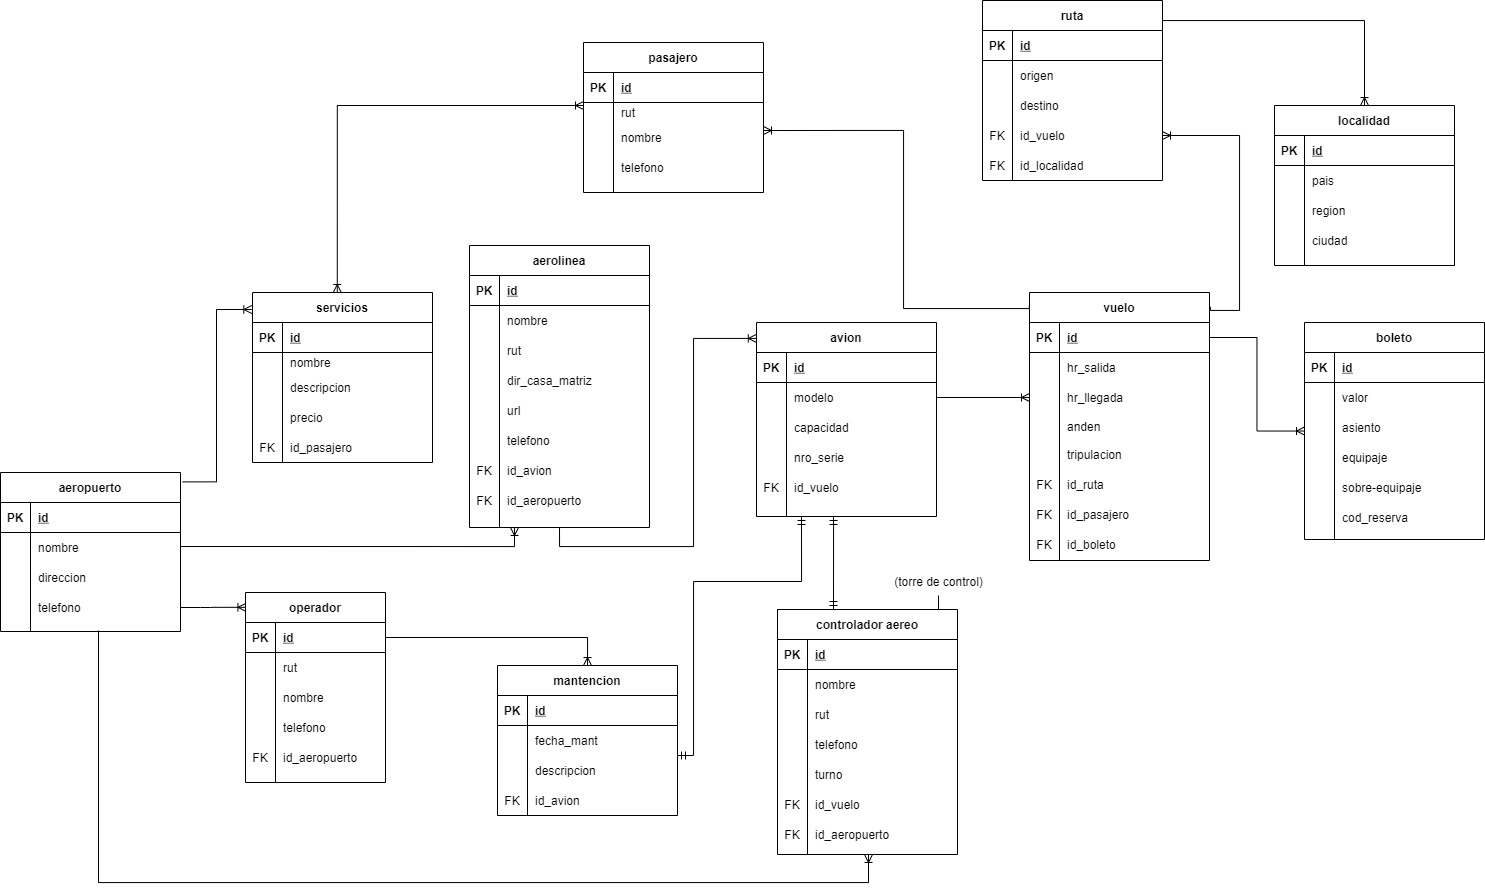 ruta
PK id
origen
destino
FK id_vuelo
FK id_localidad
pasajero
PK id
rut
nombre
telefono
localidad
PK id
pais
region
ciudad
aerolinea
PK id
nombre
rut
dir_casa_matriz
url
telefono
FK id_avion
FK id_aeropuerto
servicios
PK id
nombre
descripcion
precio
FK id_pasajero
avion
PK id
modelo
capacidad
nro_serie
FK id_vuelo
vuelo
PK id
hr_salida
hr_llegada
anden
tripulacion
FK id_ruta
FK id_pasajero
FK id_boleto
boleto
PK id
valor
asiento
equipaje
sobre-equipaje
cod_reserva
aeropuerto
PK id
nombre
direccion
telefono
operador
PK id
rut
nombre
telefono
FK id_aeropuerto
mantencion
PK id
fecha_mant
descripcion
FK id_avion
(torre de control)
controlador aereo
PK id
nombre
rut
telefono
turno
FK id_vuelo
FK id_aeropuerto